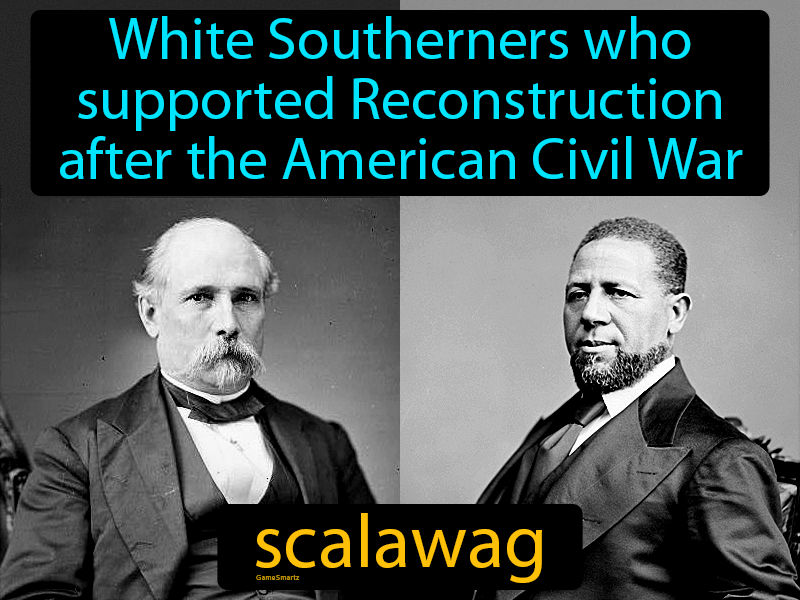 White Southerners who
supported Reconstruction
after the American Civil War
scalawag
GameSmartz